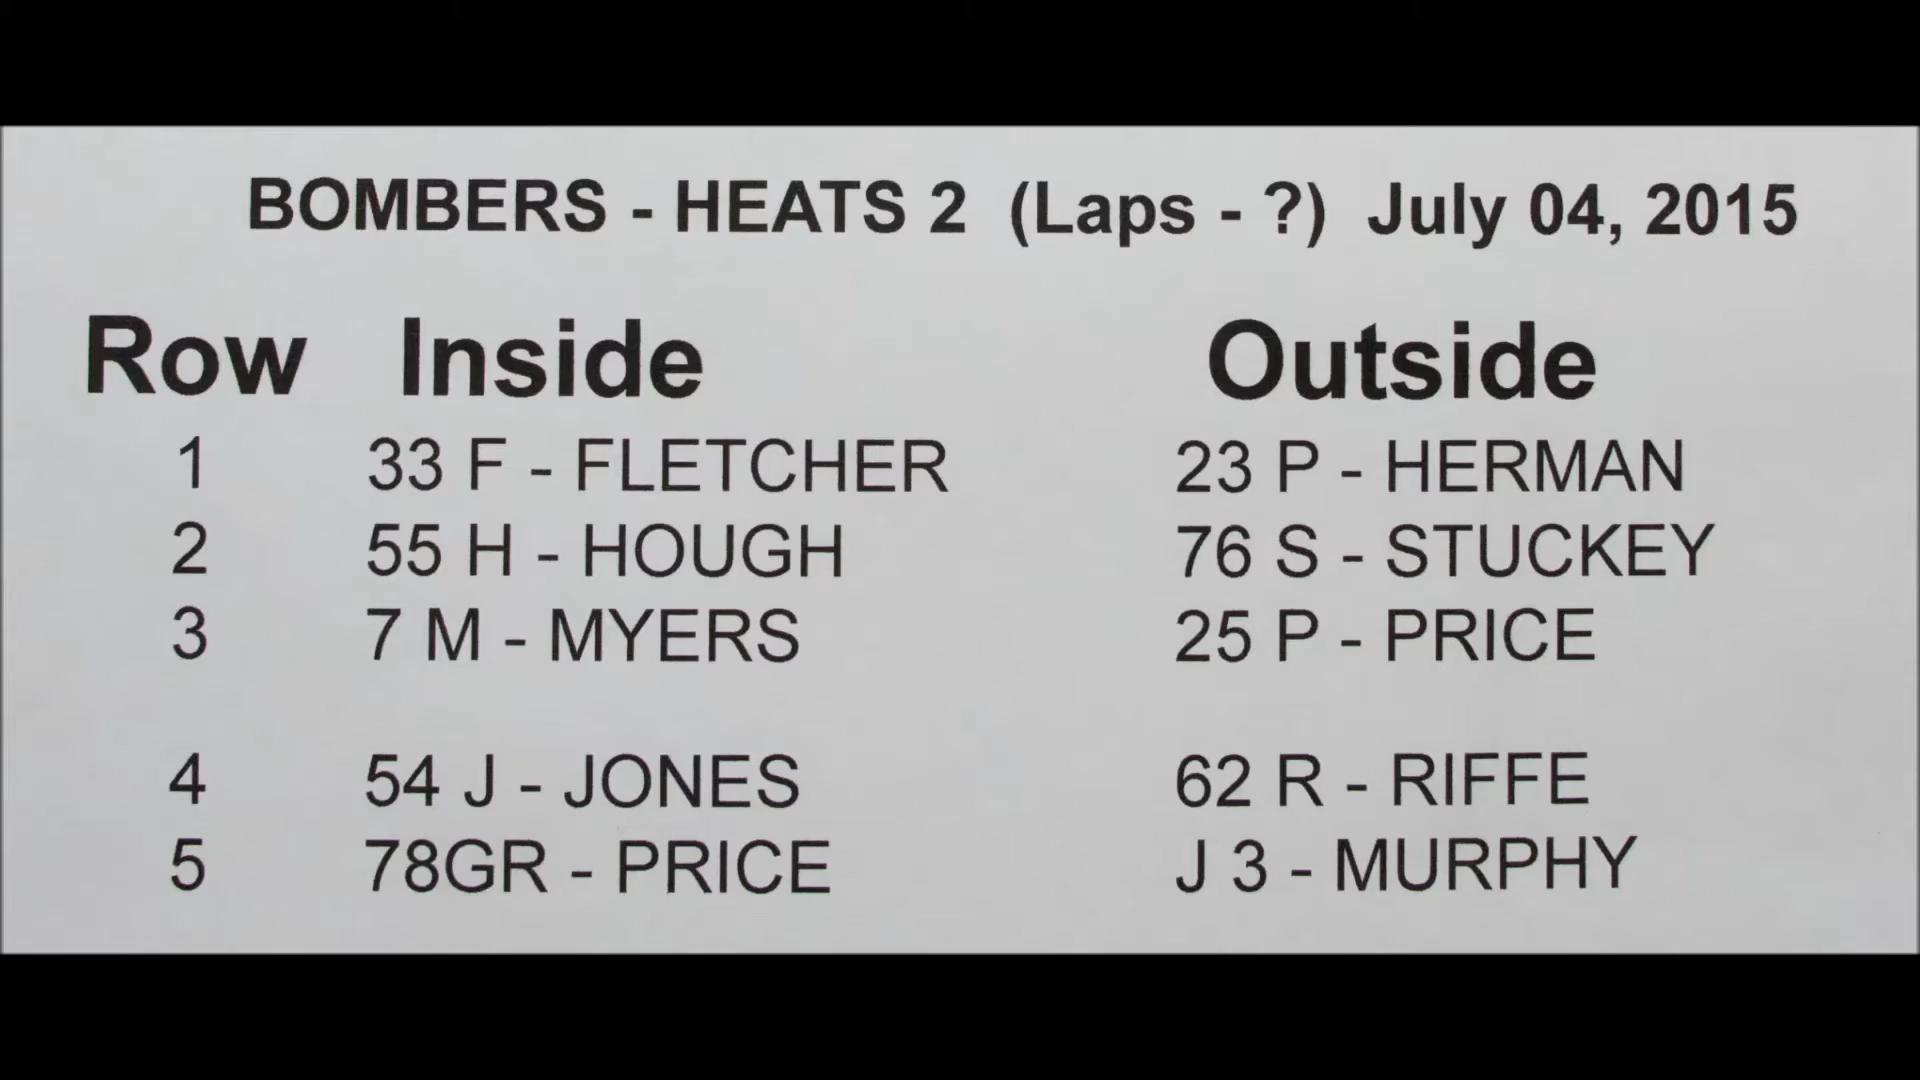 BOMBERS - HEATS 2 (Laps - ?) July 04, 2015
Row Inside Outside
1 33 F - FLETCHER 23 P - HERMAN
2 55 H - HOUGH 76 S - STUCKEY
3 7 M - MYERS 25 P - PRICE
4 54 J - JONES 62 R - RIFFE
5 78GR - PRICE J 3 - MURPHY